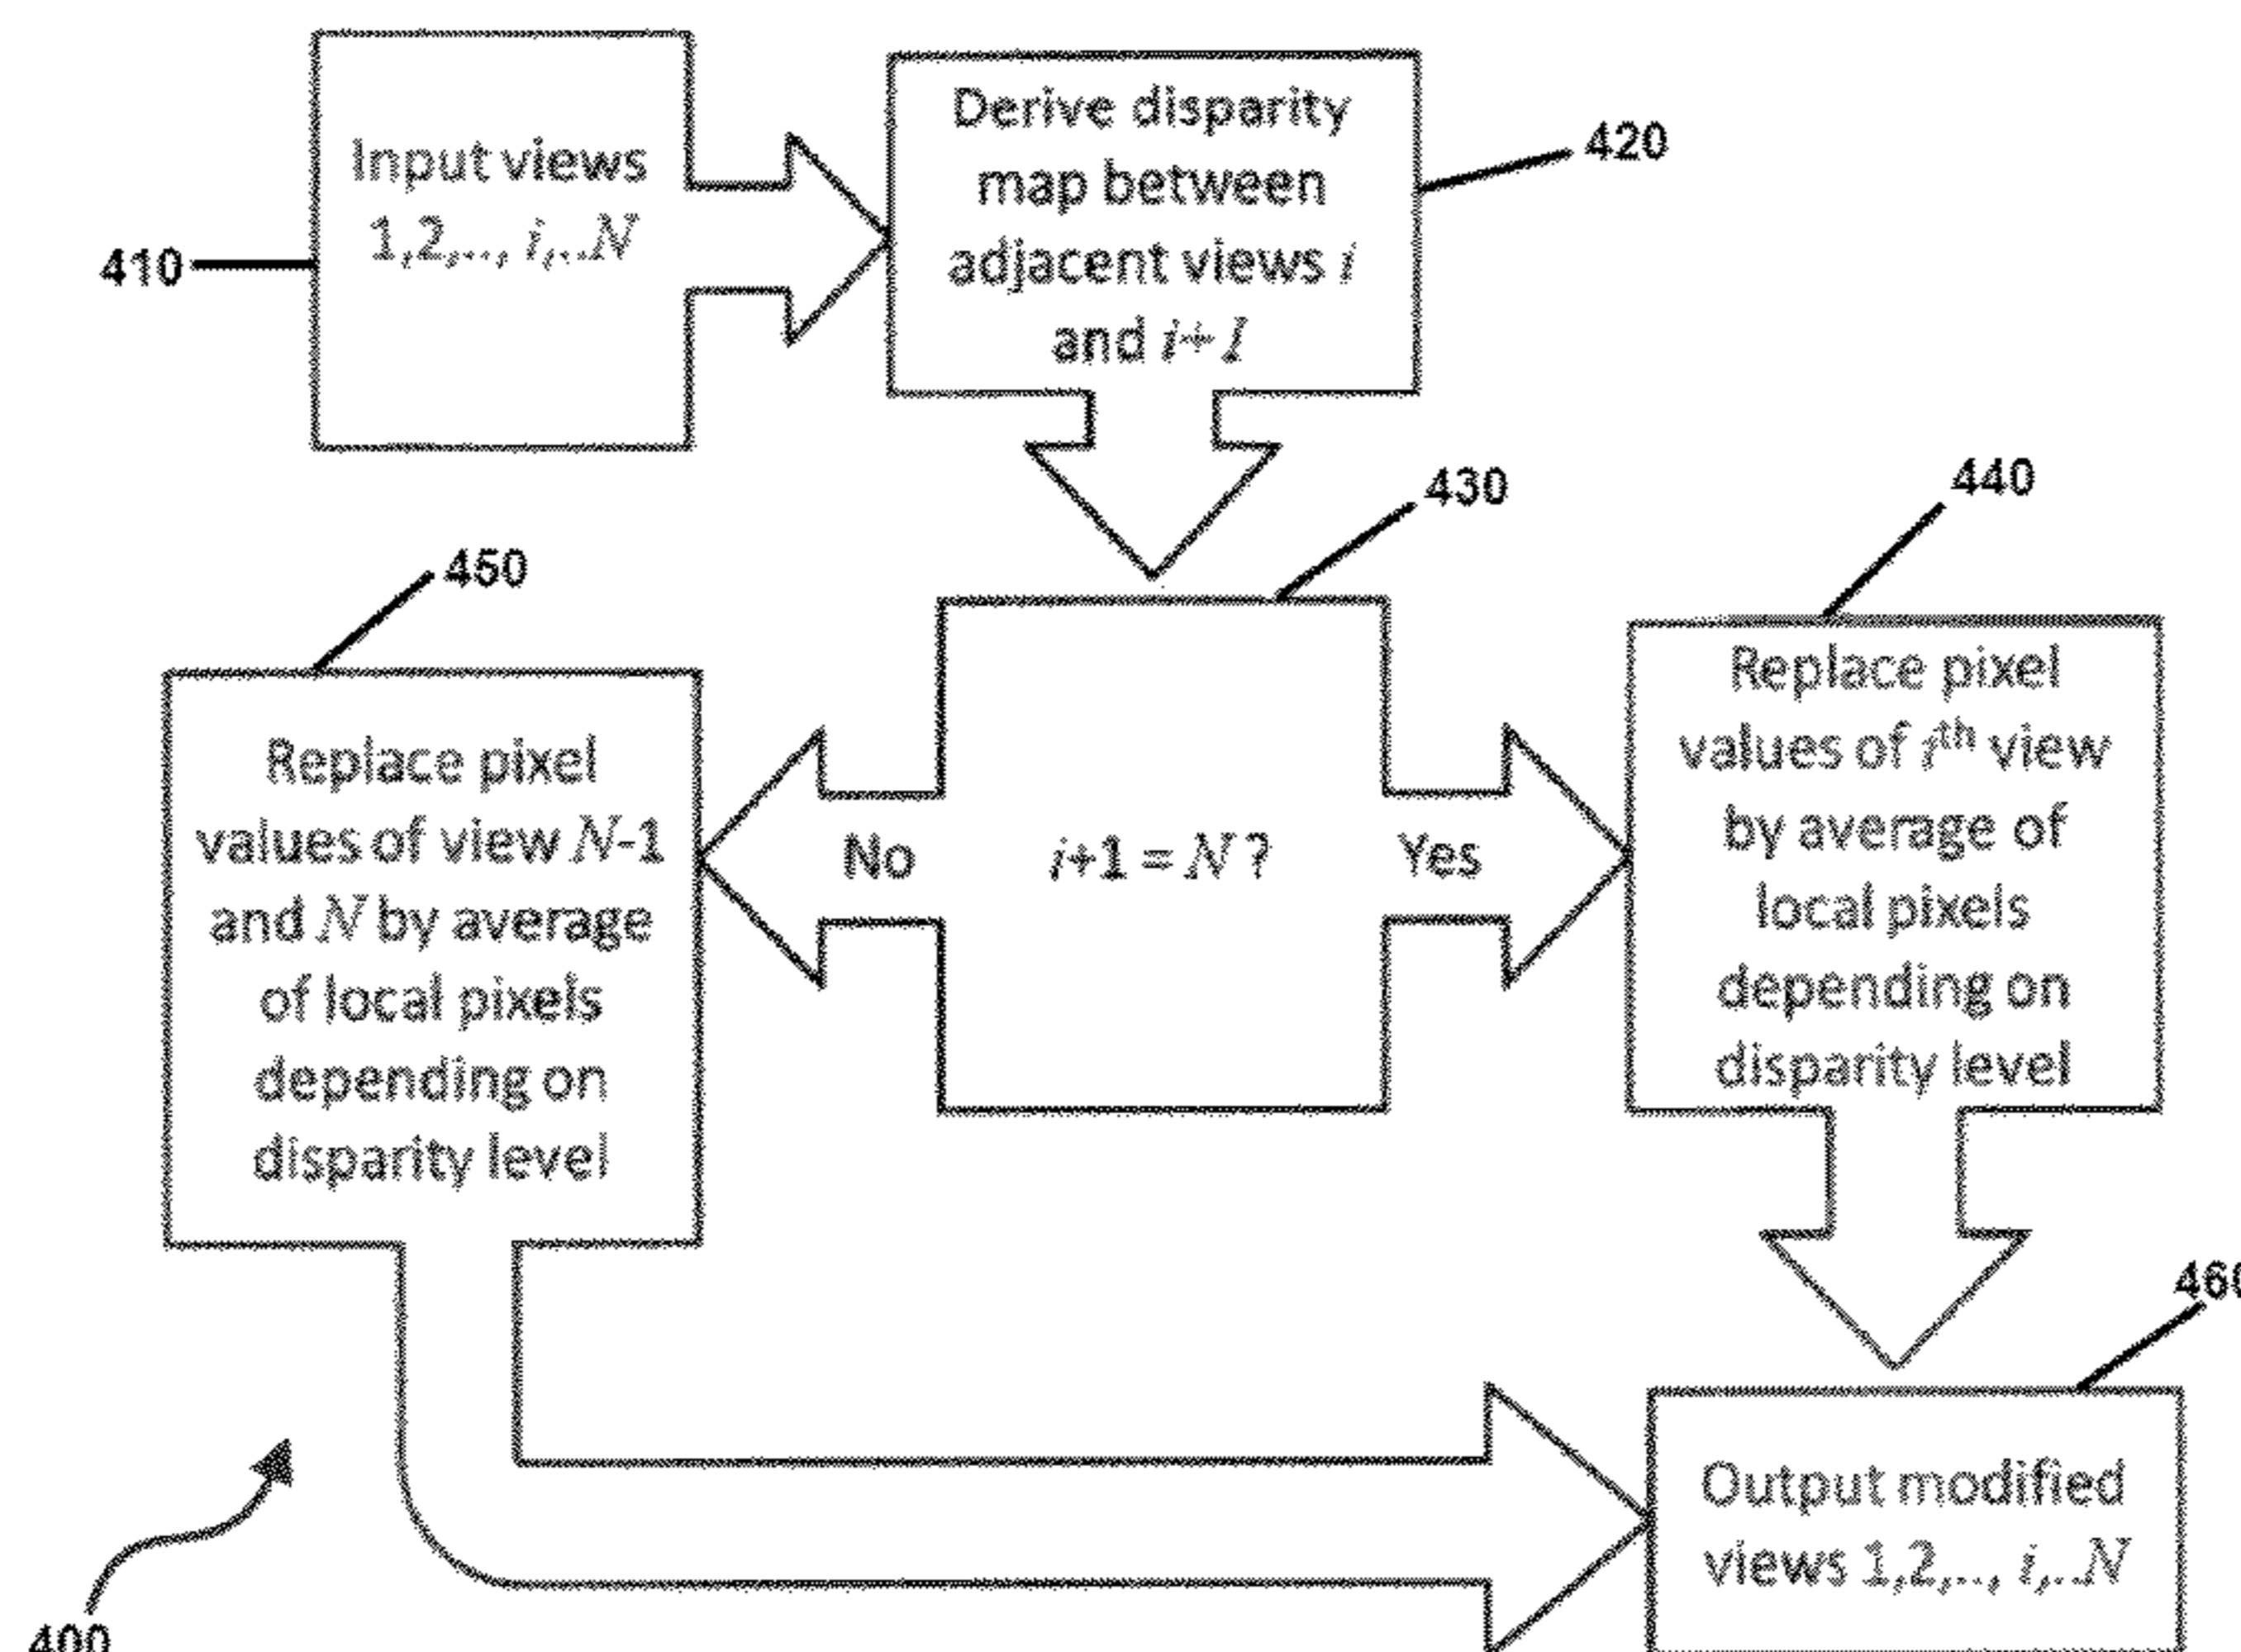 Input views
1,2,..., i,..N
410
Derive disparity
map between
adjacent views i
and i+1
420
430
440
450
Replace pixel
values of view N-1
and N by average
of local pixels
depending on
disparity level
No
i+1 = N ?
Yes
Replace pixel
values of iᵗʰ view
by average of
local pixels
depending on
disparity level
460
Output modified
views 1,2,..., i,..N
400